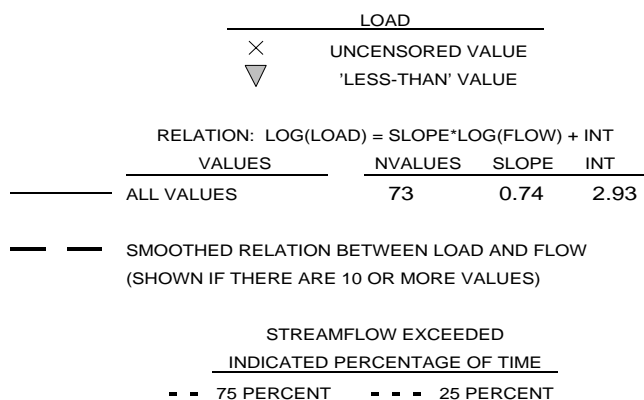 LOAD
UNCENSORED VALUE
'LESS-THAN' VALUE
RELATION: LOG(LOAD) = SLOPE*LOG(FLOW) + INT
VALUES NVALUES SLOPE INT
ALL VALUES 73 0.74 2.93
SMOOTHED RELATION BETWEEN LOAD AND FLOW
(SHOWN IF THERE ARE 10 OR MORE VALUES)
STREAMFLOW EXCEEDED
INDICATED PERCENTAGE OF TIME
75 PERCENT 25 PERCENT